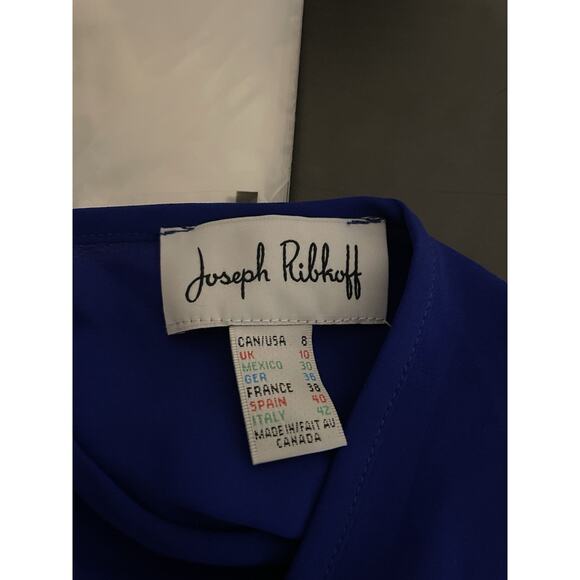 Joseph Ribkoff
CAN/USA 8
UK 10
MEXICO 30
GER 36
FRANCE 38
SPAIN 40
ITALY 42
MADE IN/FAIT AU
CANADA